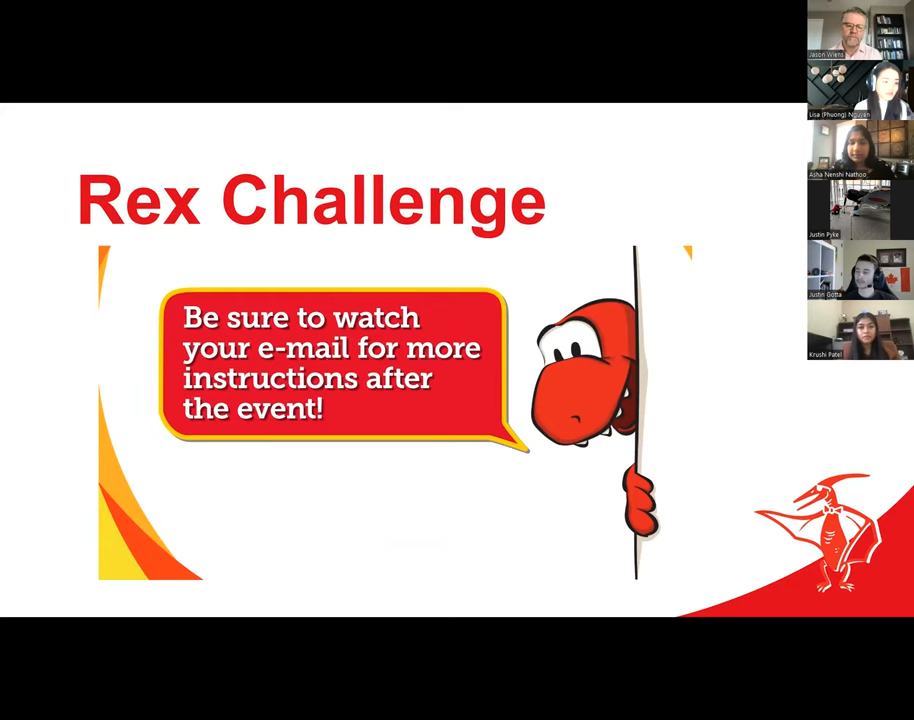 Rex Challenge
Be sure to watch
your e-mail for more
instructions after
the event!
Jason Wiens
Lisa (Phuong) Nguyen
Asha Nenshi Nathoo
Justin Pyke
Justin Gotta
Krushi Patel